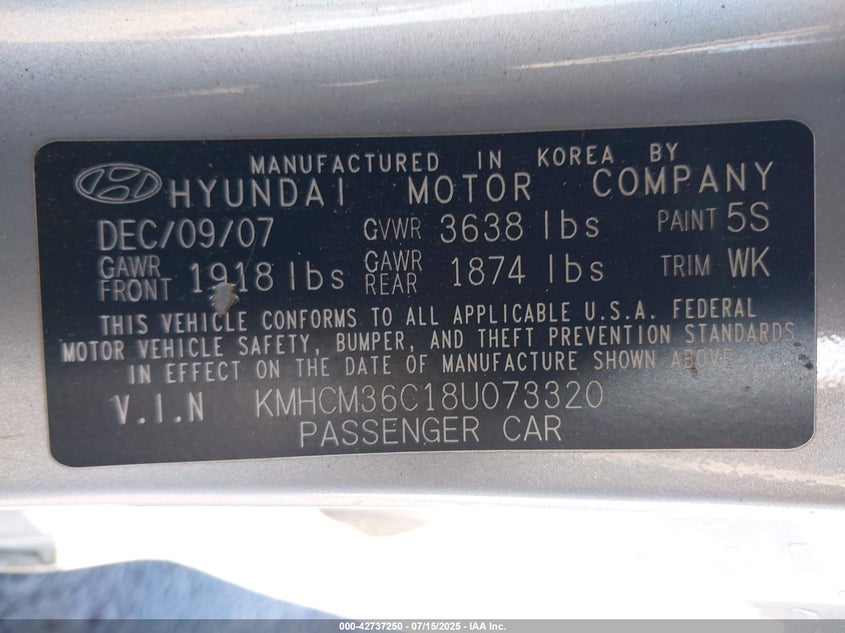 MANUFACTURED IN KOREA BY
HYUNDAI MOTOR COMPANY
DEC/09/07 GVWR 3638 lbs PAINT 5S
GAWR FRONT 1918 lbs GAWR REAR 1874 lbs TRIM WK
THIS VEHICLE CONFORMS TO ALL APPLICABLE U.S.A. FEDERAL
MOTOR VEHICLE SAFETY, BUMPER, AND THEFT PREVENTION STANDARDS
IN EFFECT ON THE DATE OF MANUFACTURE SHOWN ABOVE.
V.I.N KMHCM36C18U073320
PASSENGER CAR
000-42737250 - 07/15/2025 - IAA Inc.